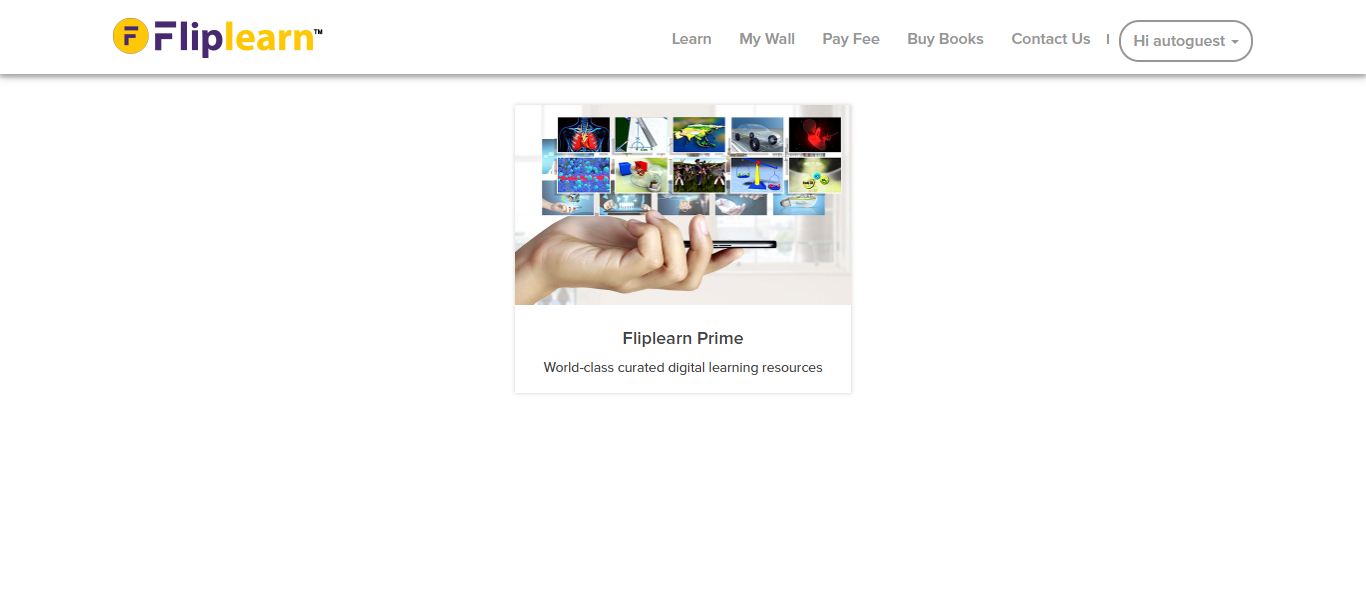 F Fliplearn™
Learn My Wall Pay Fee Buy Books Contact Us | Hi autoguest
Fliplearn Prime
World-class curated digital learning resources